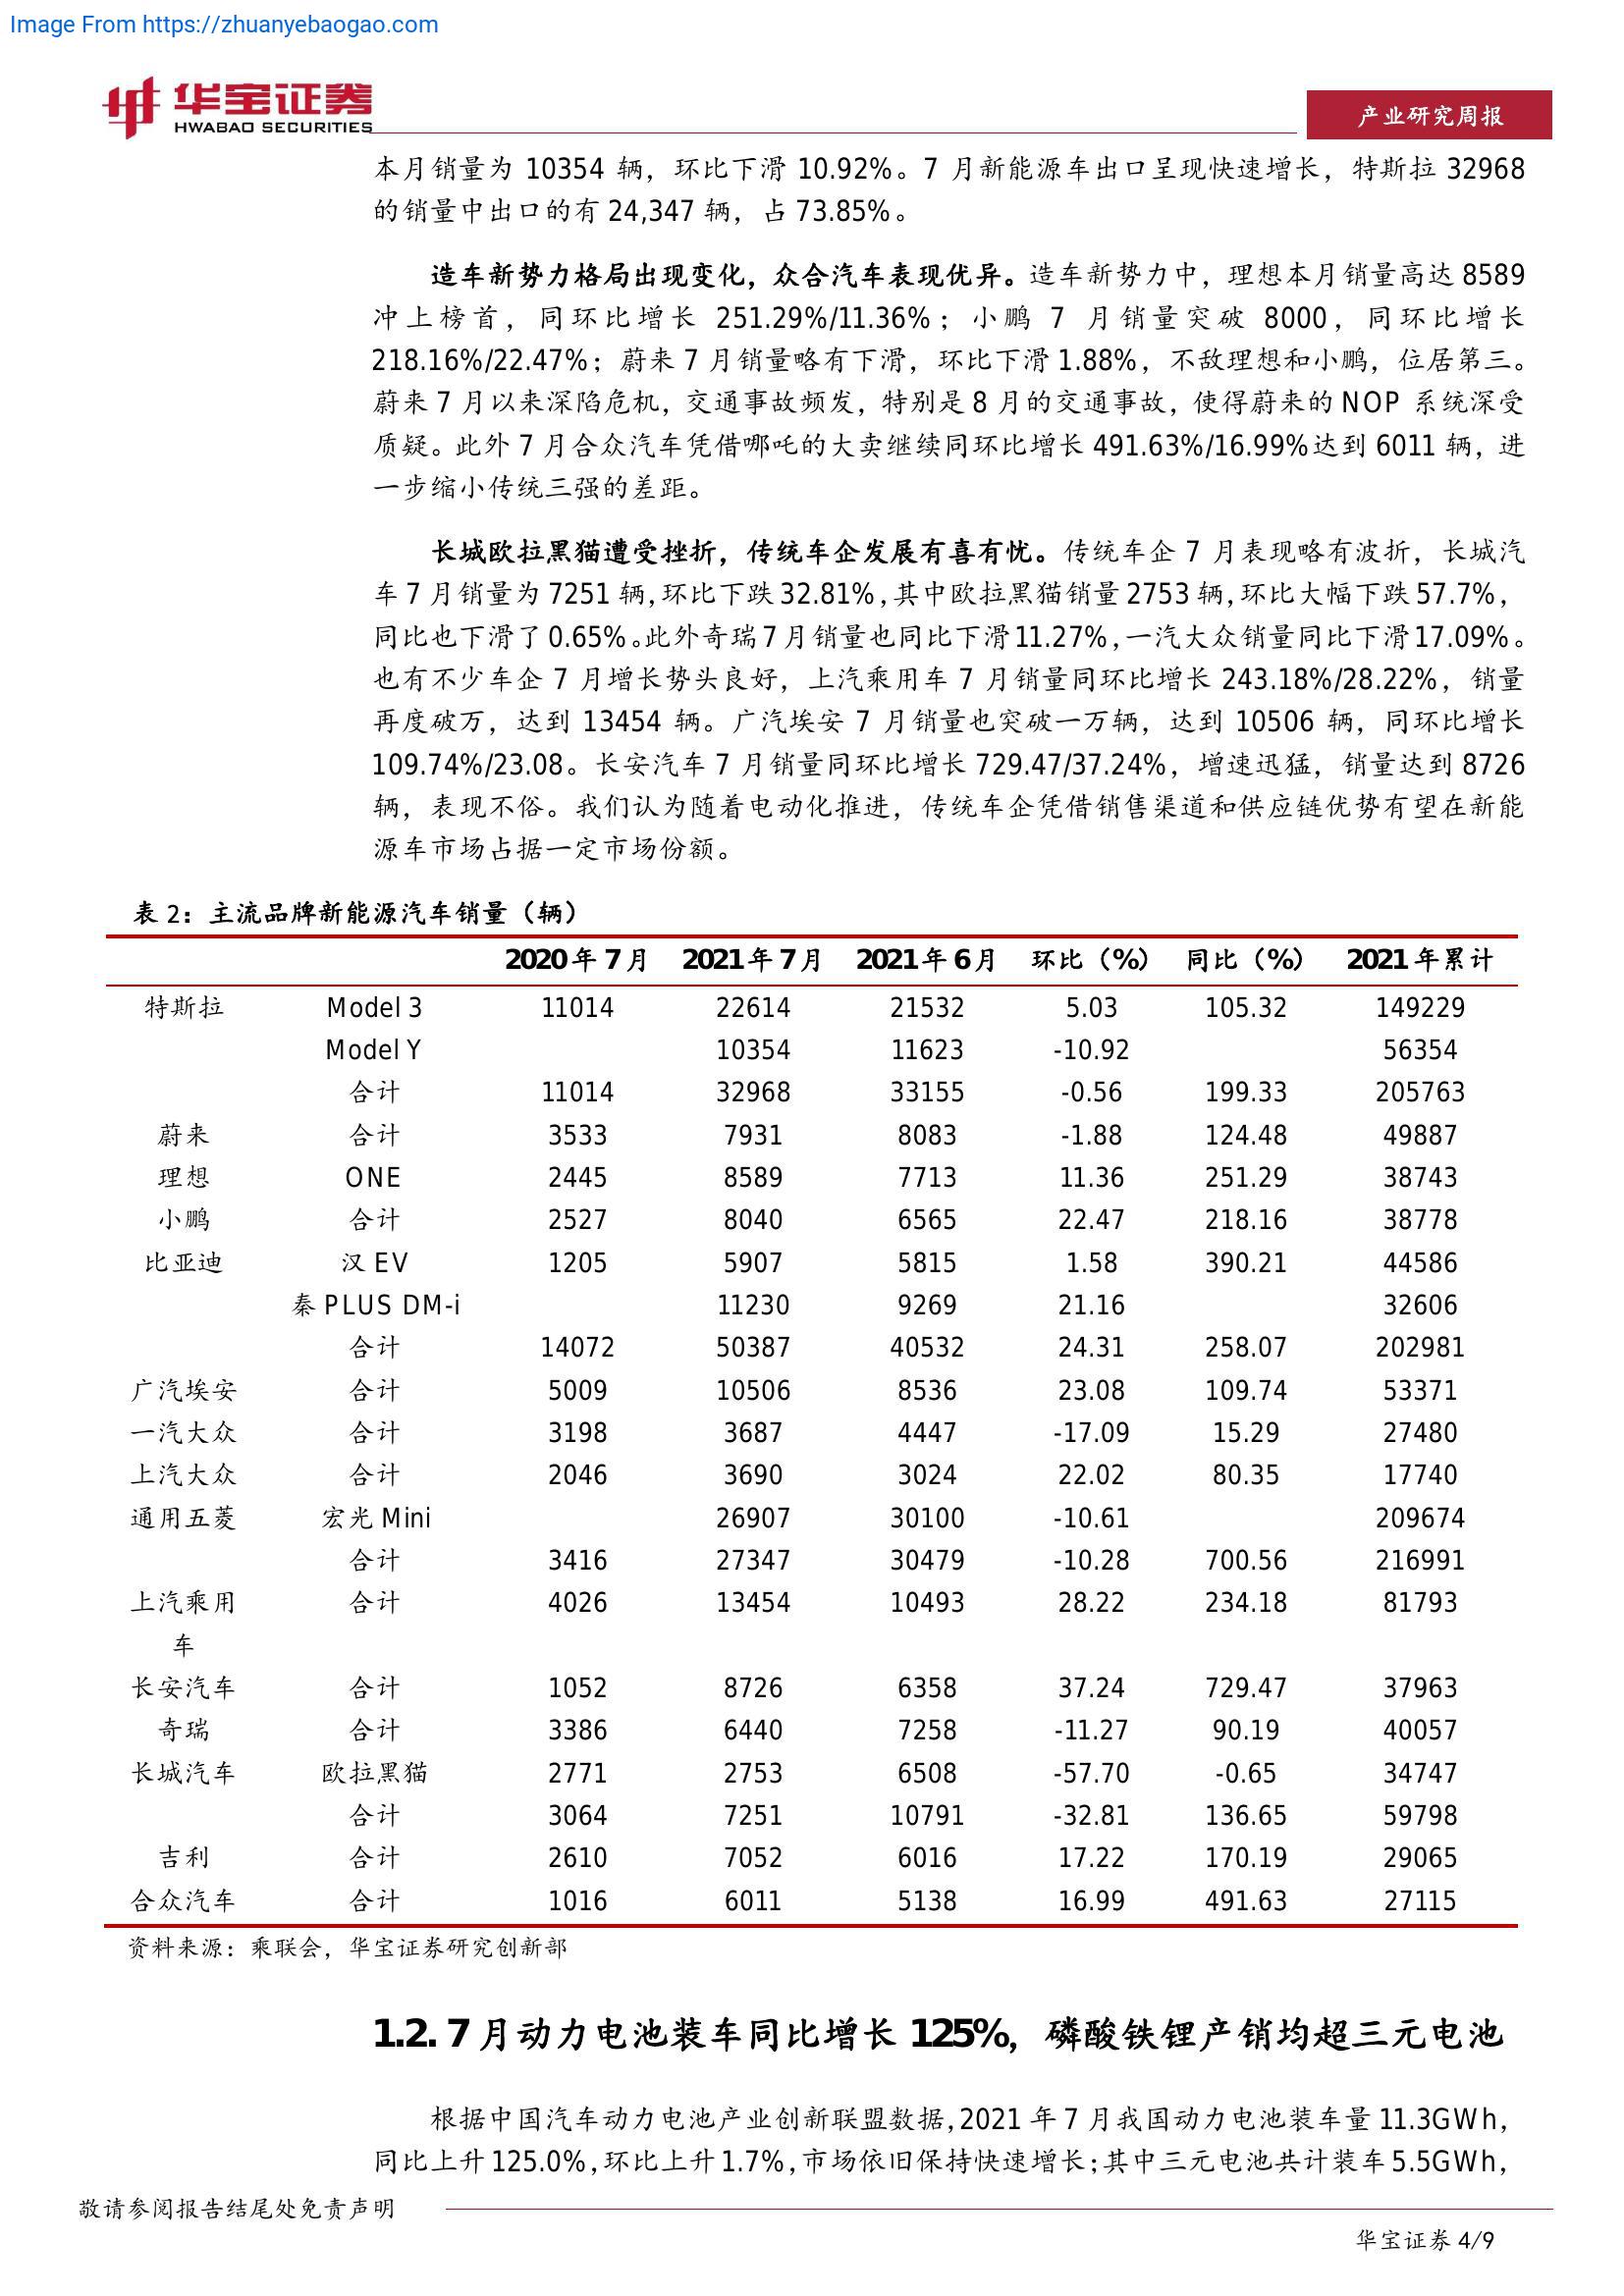 Image From https://zhuanyebaogao.com
华宝证券
HWABAO SECURITIES
产业研究周报
本月销量为 10354 辆，环比下滑 10.92%。7 月新能源车出口呈现快速增长，特斯拉 32968
的销量中出口的有 24,347 辆，占 73.85%。
造车新势力格局出现变化，众合汽车表现优异。造车新势力中，理想本月销量高达 8589
冲上榜首，同环比增长 251.29%/11.36%；小鹏 7 月销量突破 8000，同环比增长
218.16%/22.47%；蔚来 7 月销量略有下滑，环比下滑 1.88%，不敌理想和小鹏，位居第三。
蔚来 7 月以来深陷危机，交通事故频发，特别是 8 月的交通事故，使得蔚来的 NOP 系统深受
质疑。此外 7 月合众汽车凭借哪吒的大卖继续同环比增长 491.63%/16.99%达到 6011 辆，进
一步缩小传统三强的差距。
长城欧拉黑猫遭受挫折，传统车企发展有喜有忧。传统车企 7 月表现略有波折，长城汽
车 7 月销量为 7251 辆，环比下跌 32.81%，其中欧拉黑猫销量 2753 辆，环比大幅下跌 57.7%，
同比也下滑了 0.65%。此外奇瑞 7 月销量也同比下滑 11.27%，一汽大众销量同比下滑 17.09%。
也有不少车企 7 月增长势头良好，上汽乘用车 7 月销量同环比增长 243.18%/28.22%，销量
再度破万，达到 13454 辆。广汽埃安 7 月销量也突破一万辆，达到 10506 辆，同环比增长
109.74%/23.08。长安汽车 7 月销量同环比增长 729.47/37.24%，增速迅猛，销量达到 8726
辆，表现不俗。我们认为随着电动化推进，传统车企凭借销售渠道和供应链优势有望在新能
源车市场占据一定市场份额。
表 2：主流品牌新能源汽车销量（辆）
2020 年 7 月 2021 年 7 月 2021 年 6 月 环比（%） 同比（%） 2021 年累计
特斯拉 Model 3 11014 22614 21532 5.03 105.32 149229
Model Y 10354 11623 -10.92 56354
合计 11014 32968 33155 -0.56 199.33 205763
蔚来 合计 3533 7931 8083 -1.88 124.48 49887
理想 ONE 2445 8589 7713 11.36 251.29 38743
小鹏 合计 2527 8040 6565 22.47 218.16 38778
比亚迪 汉 EV 1205 5907 5815 1.58 390.21 44586
秦 PLUS DM-i 11230 9269 21.16 32606
合计 14072 50387 40532 24.31 258.07 202981
广汽埃安 合计 5009 10506 8536 23.08 109.74 53371
一汽大众 合计 3198 3687 4447 -17.09 15.29 27480
上汽大众 合计 2046 3690 3024 22.02 80.35 17740
通用五菱 宏光 Mini 26907 30100 -10.61 209674
合计 3416 27347 30479 -10.28 700.56 216991
上汽乘用 合计 4026 13454 10493 28.22 234.18 81793
车
长安汽车 合计 1052 8726 6358 37.24 729.47 37963
奇瑞 合计 3386 6440 7258 -11.27 90.19 40057
长城汽车 欧拉黑猫 2771 2753 6508 -57.70 -0.65 34747
合计 3064 7251 10791 -32.81 136.65 59798
吉利 合计 2610 7052 6016 17.22 170.19 29065
合众汽车 合计 1016 6011 5138 16.99 491.63 27115
资料来源：乘联会，华宝证券研究创新部
1.2. 7 月动力电池装车同比增长 125%，磷酸铁锂产销均超三元电池
根据中国汽车动力电池产业创新联盟数据，2021 年 7 月我国动力电池装车量 11.3GWh，
同比上升 125.0%，环比上升 1.7%，市场依旧保持快速增长；其中三元电池共计装车 5.5GWh，
敬请参阅报告结尾处免责声明
华宝证券 4/9